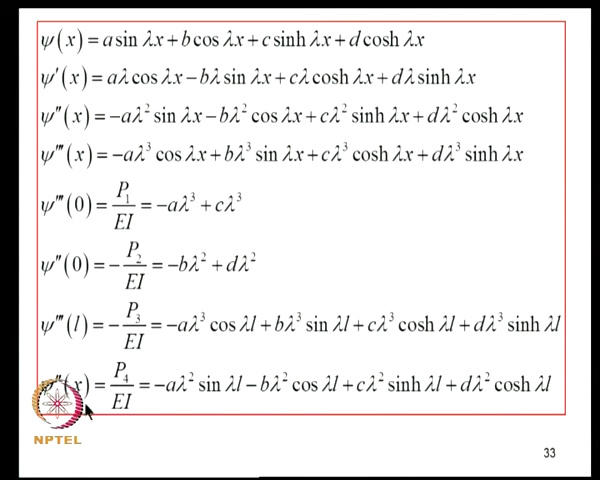 ψ(x) = a sin λx + b cos λx + c sinh λx + d cosh λx
ψ′(x) = aλ cos λx − bλ sin λx + cλ cosh λx + dλ sinh λx
ψ″(x) = −aλ² sin λx − bλ² cos λx + cλ² sinh λx + dλ² cosh λx
ψ‴(x) = −aλ³ cos λx + bλ³ sin λx + cλ³ cosh λx + dλ³ sinh λx
ψ‴(0) = P₁/EI = −aλ³ + cλ³
ψ″(0) = −P₂/EI = −bλ² + dλ²
ψ‴(l) = −P₃/EI = −aλ³ cos λl + bλ³ sin λl + cλ³ cosh λl + dλ³ sinh λl
ψ″(x) = P₄/EI = −aλ² sin λl − bλ² cos λl + cλ² sinh λl + dλ² cosh λl
NPTEL
33